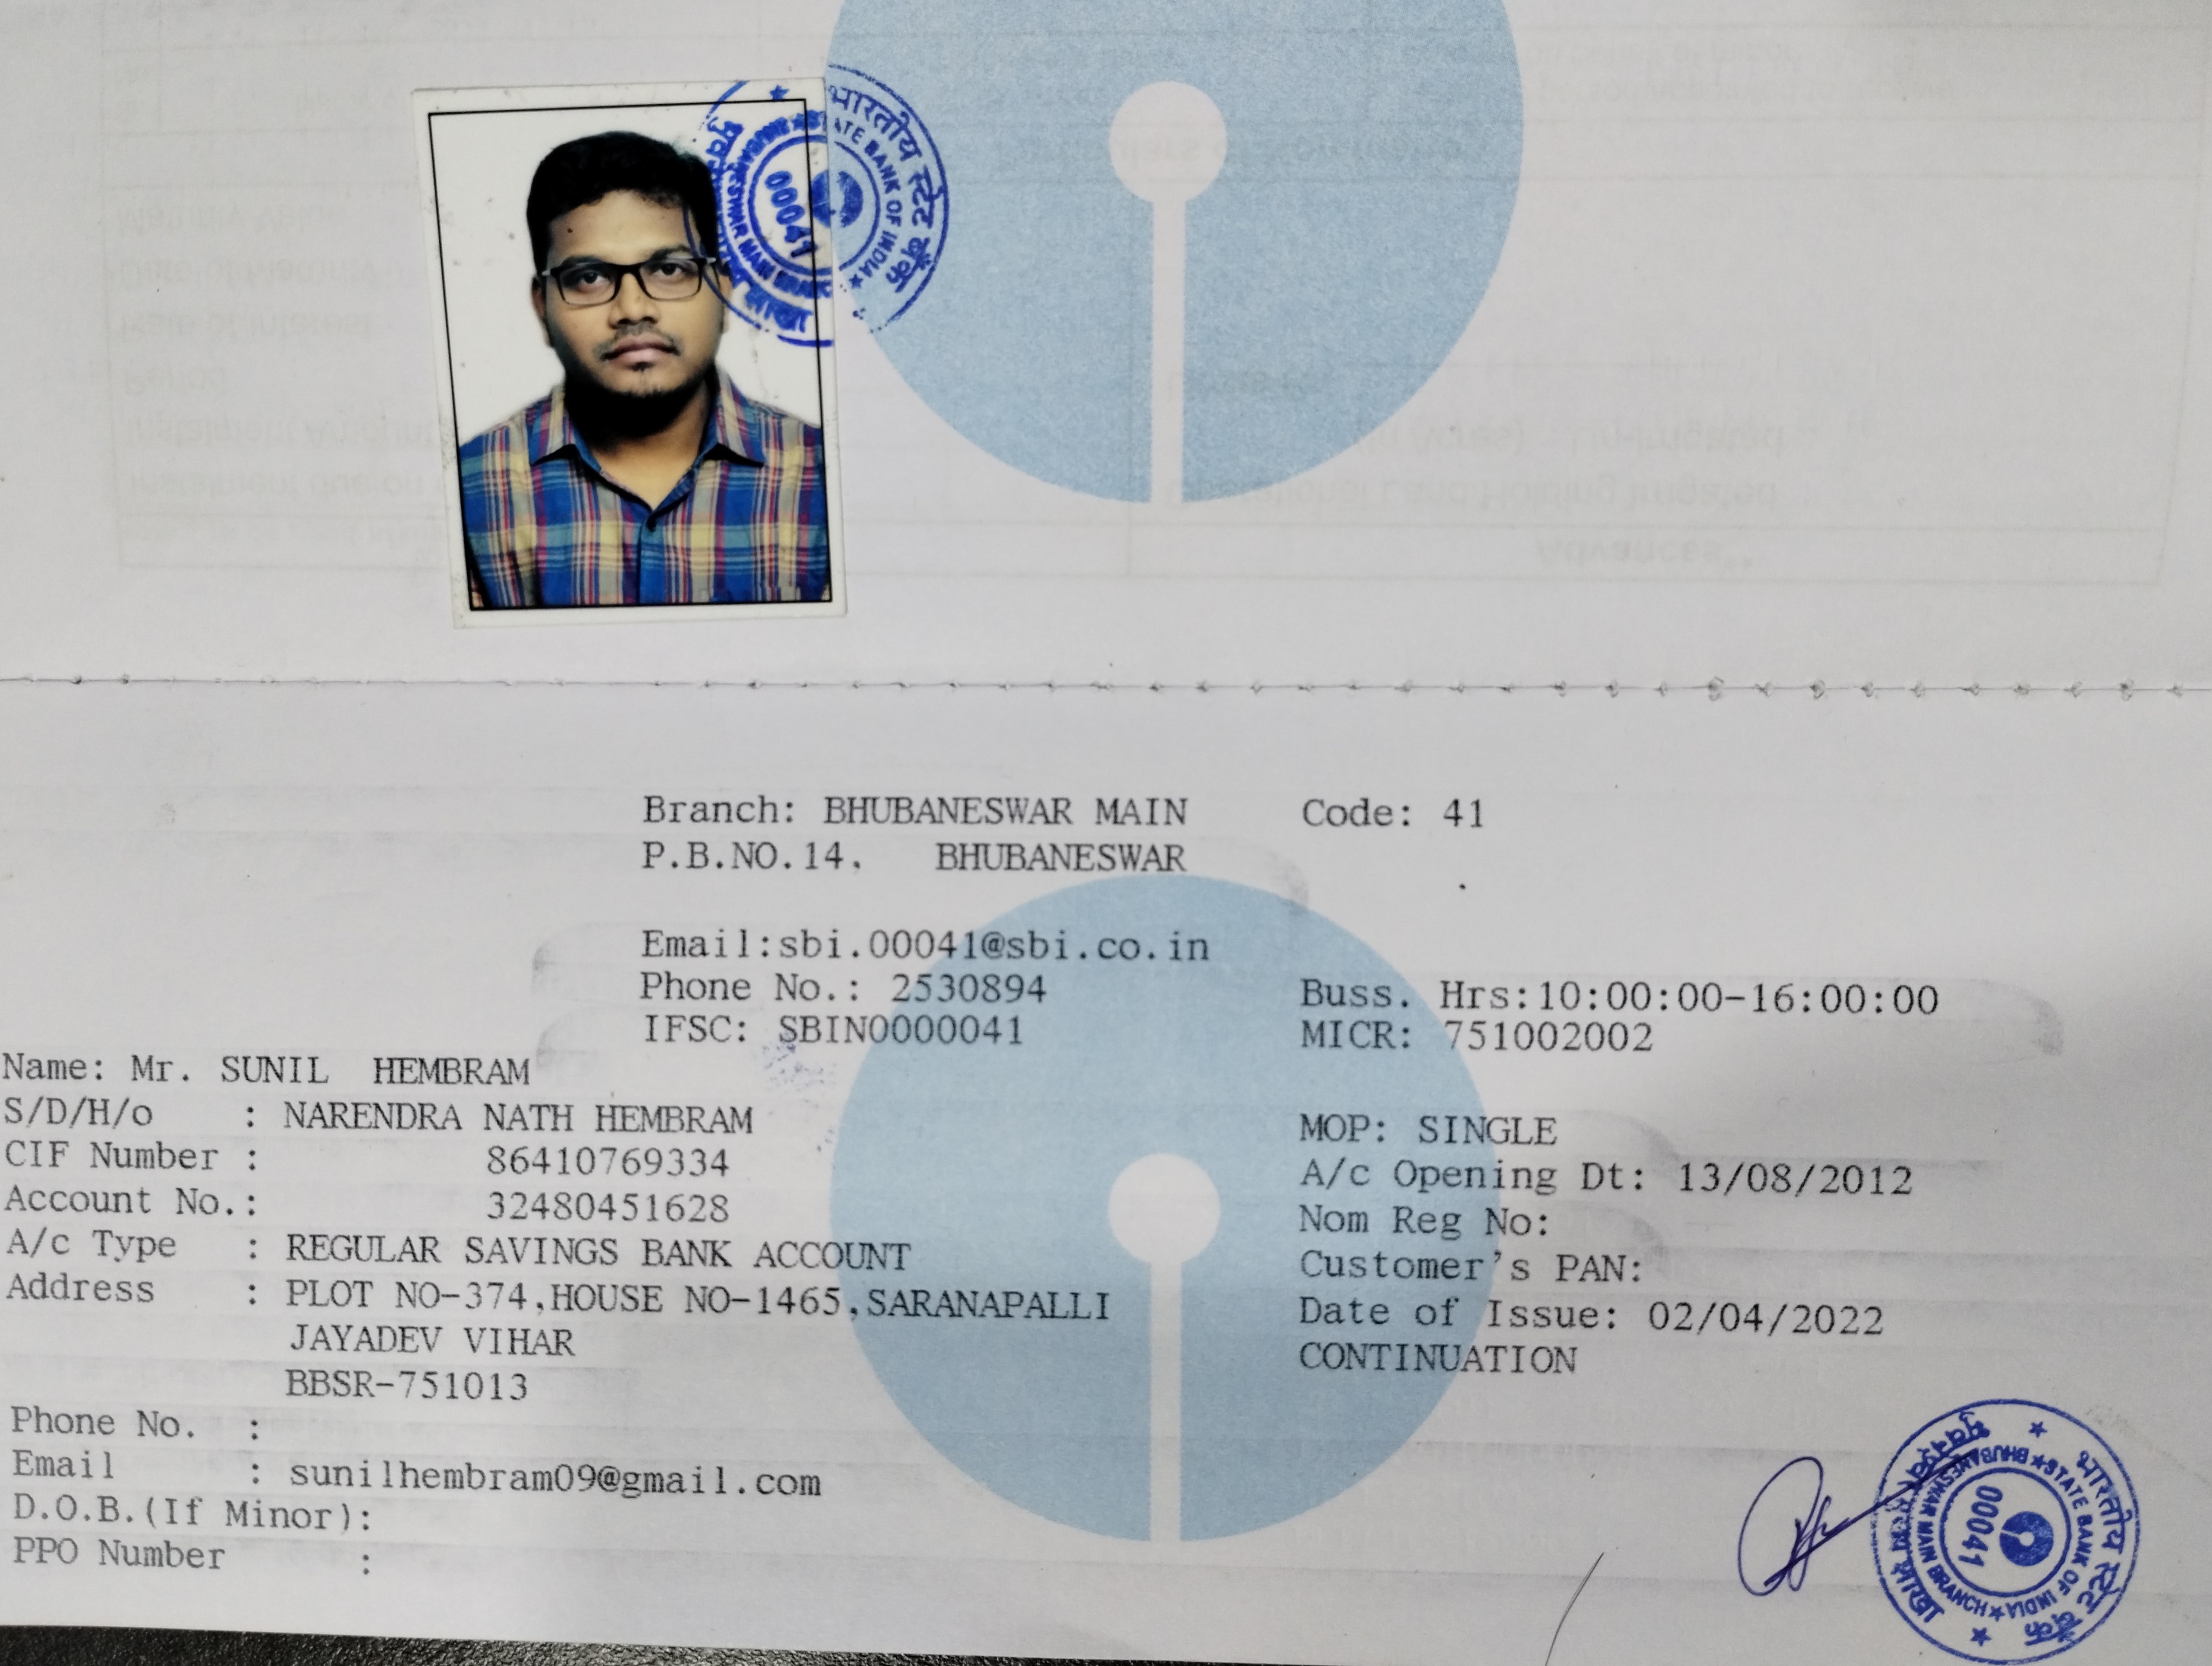 भारतीय स्टेट बैंक
STATE BANK OF INDIA
BHUBANESWAR MAIN BRANCH
00041
Branch: BHUBANESWAR MAIN Code: 41
P.B.NO.14, BHUBANESWAR
Email:sbi.00041@sbi.co.in
Phone No.: 2530894 Buss. Hrs:10:00:00-16:00:00
IFSC: SBIN0000041 MICR: 751002002
Name: Mr. SUNIL HEMBRAM
S/D/H/o : NARENDRA NATH HEMBRAM MOP: SINGLE
CIF Number : 86410769334 A/c Opening Dt: 13/08/2012
Account No.: 32480451628 Nom Reg No:
A/c Type : REGULAR SAVINGS BANK ACCOUNT Customer's PAN:
Address : PLOT NO-374,HOUSE NO-1465,SARANAPALLI Date of Issue: 02/04/2022
JAYADEV VIHAR CONTINUATION
BBSR-751013
Phone No. :
Email : sunilhembram09@gmail.com
D.O.B.(If Minor):
PPO Number :
भारतीय स्टेट बैंक
STATE BANK OF INDIA
BHUBANESWAR MAIN BRANCH
00041